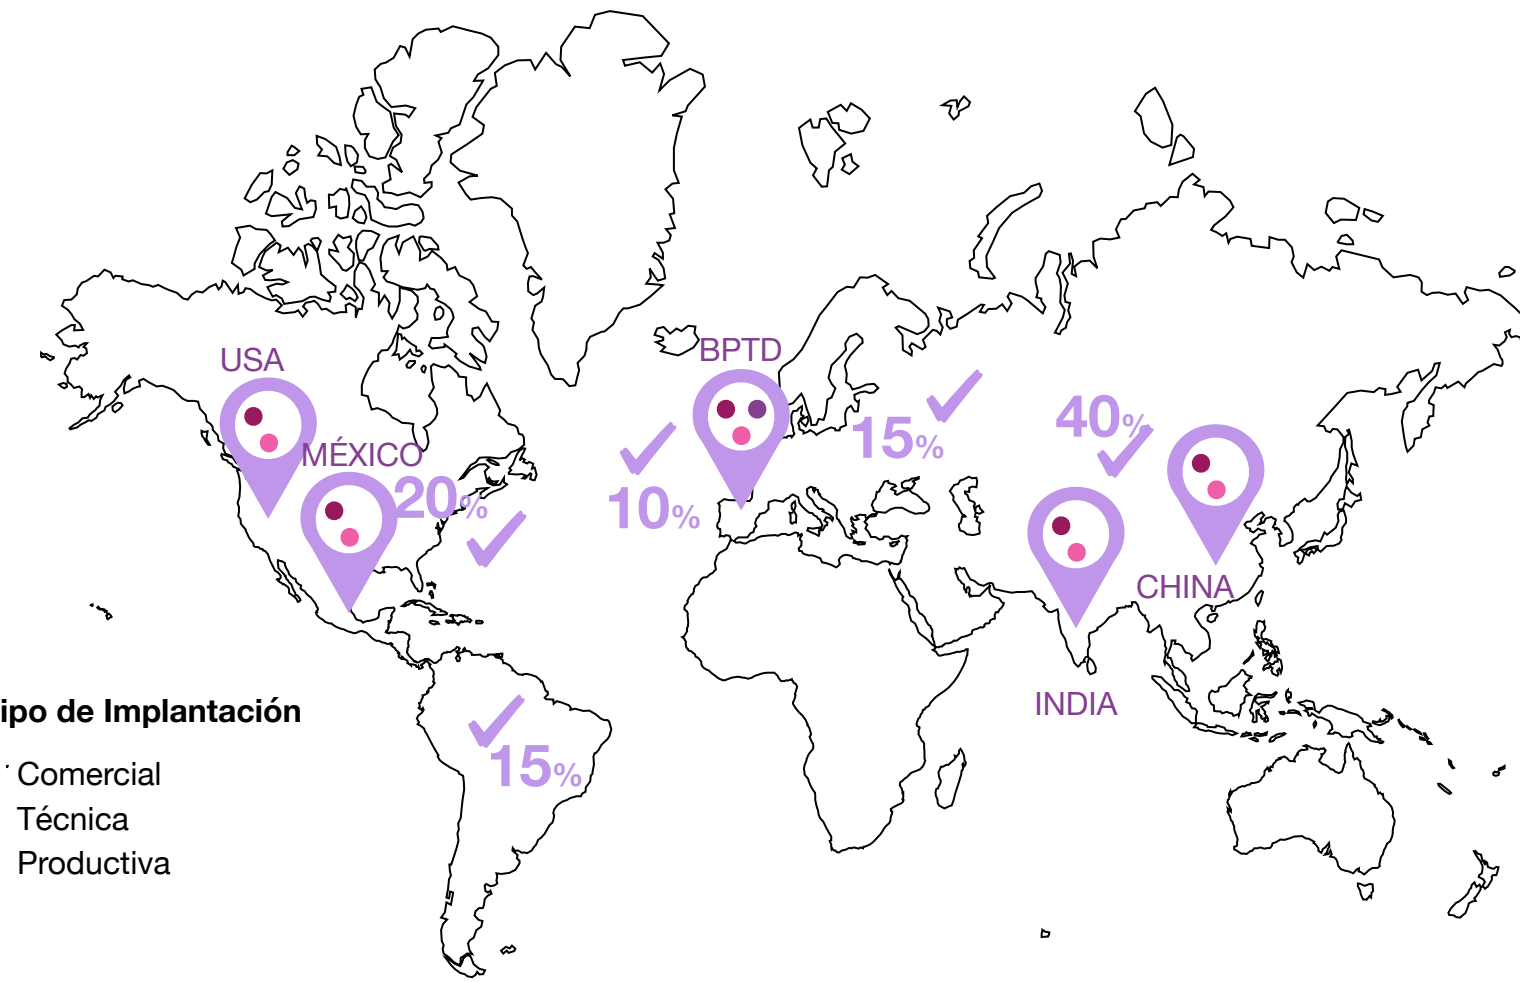 BPTD
USA
40%
15%
MÉXICO
20%
10%
CHINA
INDIA
ipo de Implantación
15%
Comercial
Técnica
Productiva